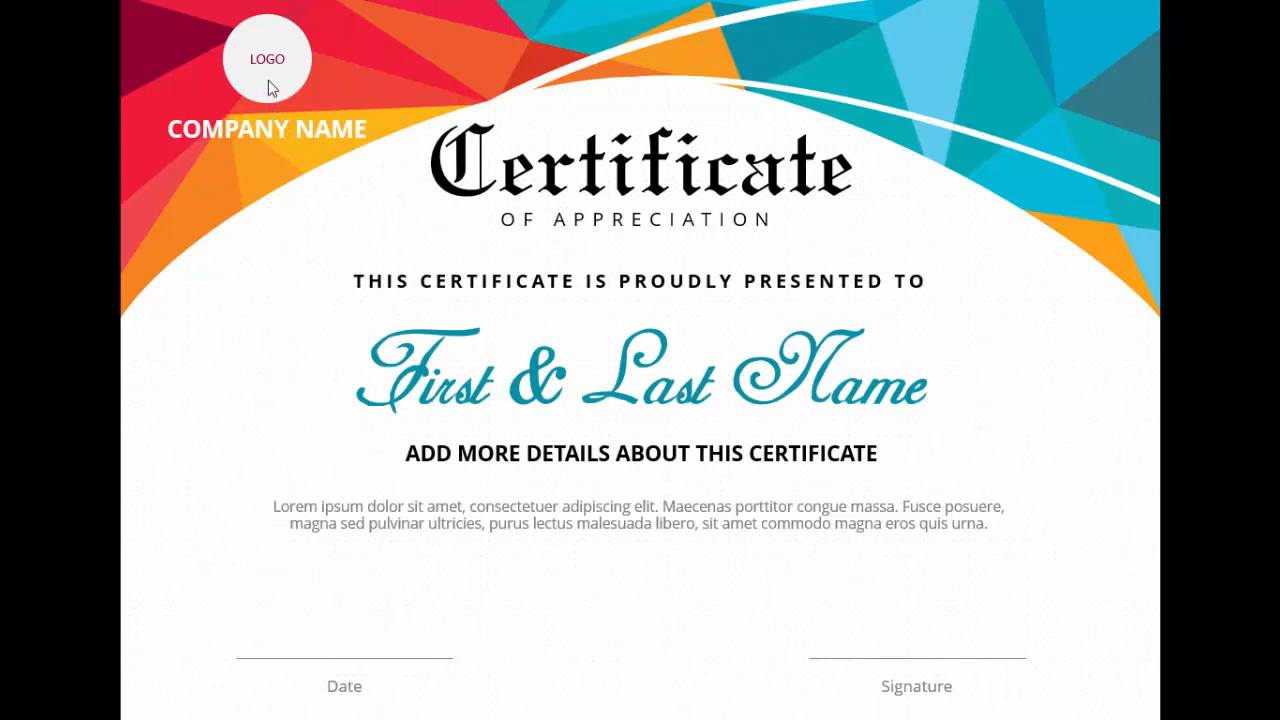 LOGO
COMPANY NAME
Certificate
OF APPRECIATION
THIS CERTIFICATE IS PROUDLY PRESENTED TO
First & Last Name
ADD MORE DETAILS ABOUT THIS CERTIFICATE
Lorem ipsum dolor sit amet, consectetuer adipiscing elit. Maecenas porttitor congue massa. Fusce posuere,
magna sed pulvinar ultricies, purus lectus malesuada libero, sit amet commodo magna eros quis urna.
Date
Signature